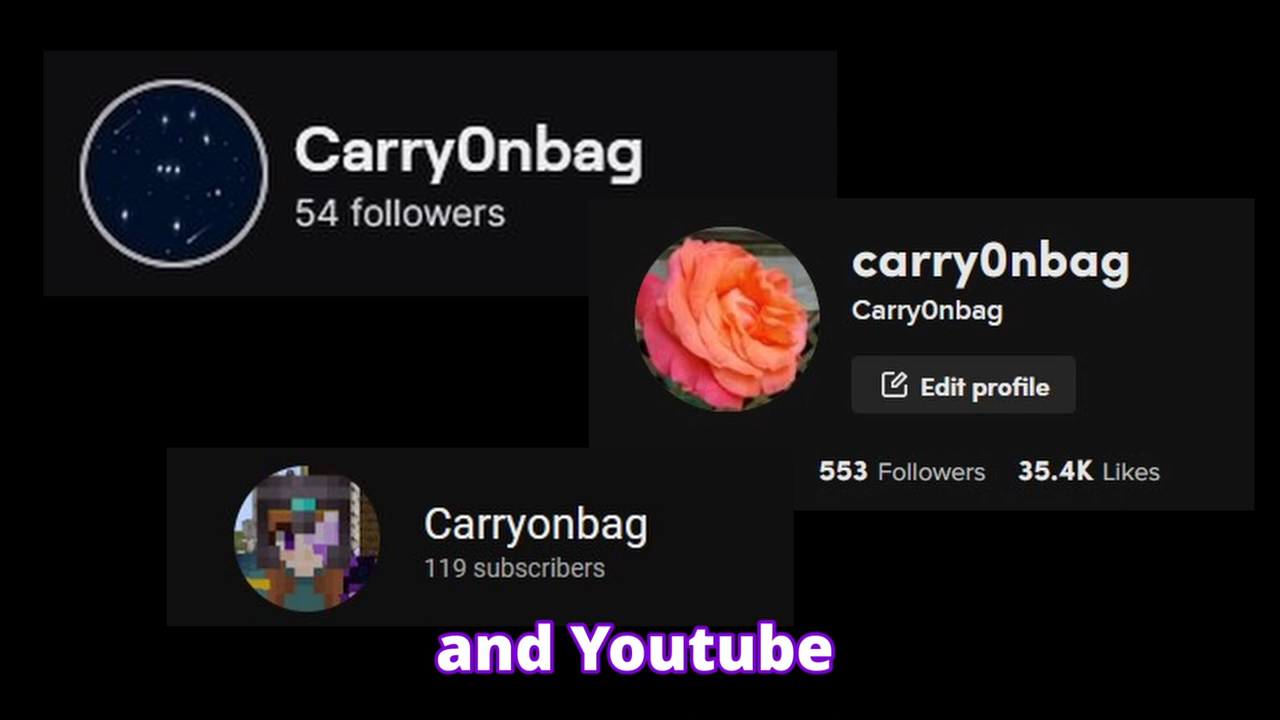 Carry0nbag
54 followers
carry0nbag
Carry0nbag
Edit profile
553 Followers 35.4K Likes
Carryonbag
119 subscribers
and Youtube